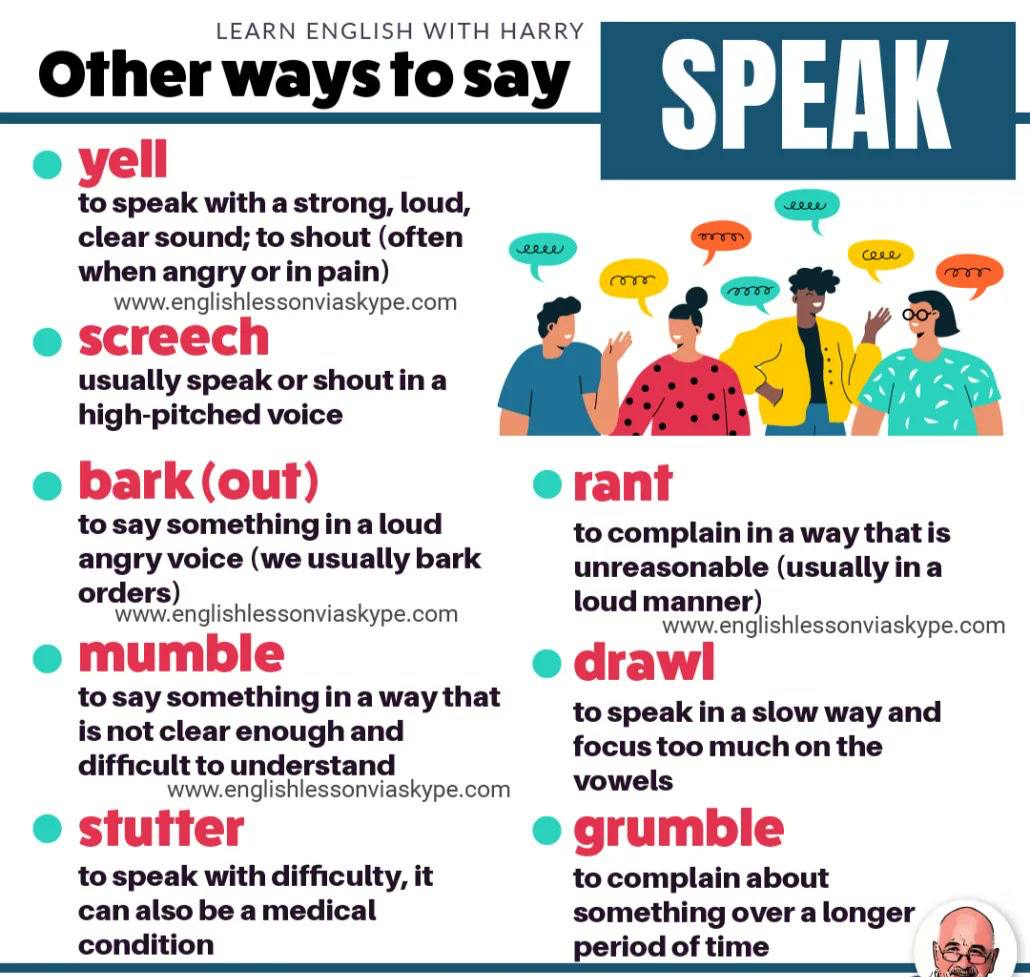 LEARN ENGLISH WITH HARRY
Other ways to say
SPEAK
yell
to speak with a strong, loud,
clear sound; to shout (often
when angry or in pain)
www.englishlessonviaskype.com
screech
usually speak or shout in a
high-pitched voice
bark (out)
to say something in a loud
angry voice (we usually bark
orders)
www.englishlessonviaskype.com
mumble
to say something in a way that
is not clear enough and
difficult to understand
www.englishlessonviaskype.com
stutter
to speak with difficulty, it
can also be a medical
condition
rant
to complain in a way that is
unreasonable (usually in a
loud manner)
www.englishlessonviaskype.com
drawl
to speak in a slow way and
focus too much on the
vowels
grumble
to complain about
something over a longer
period of time